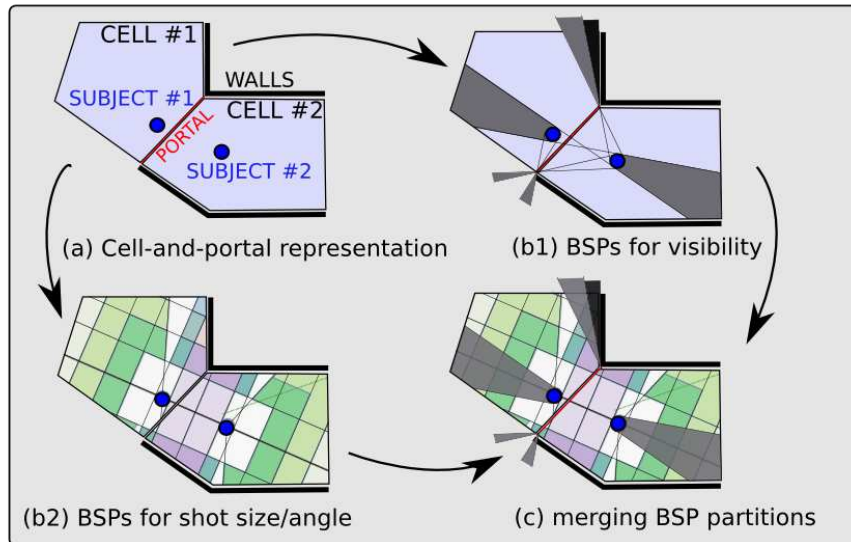 CELL #1
WALLS
SUBJECT #1
CELL #2
PORTAL
SUBJECT #2
(a) Cell-and-portal representation
(b1) BSPs for visibility
(b2) BSPs for shot size/angle
(c) merging BSP partitions